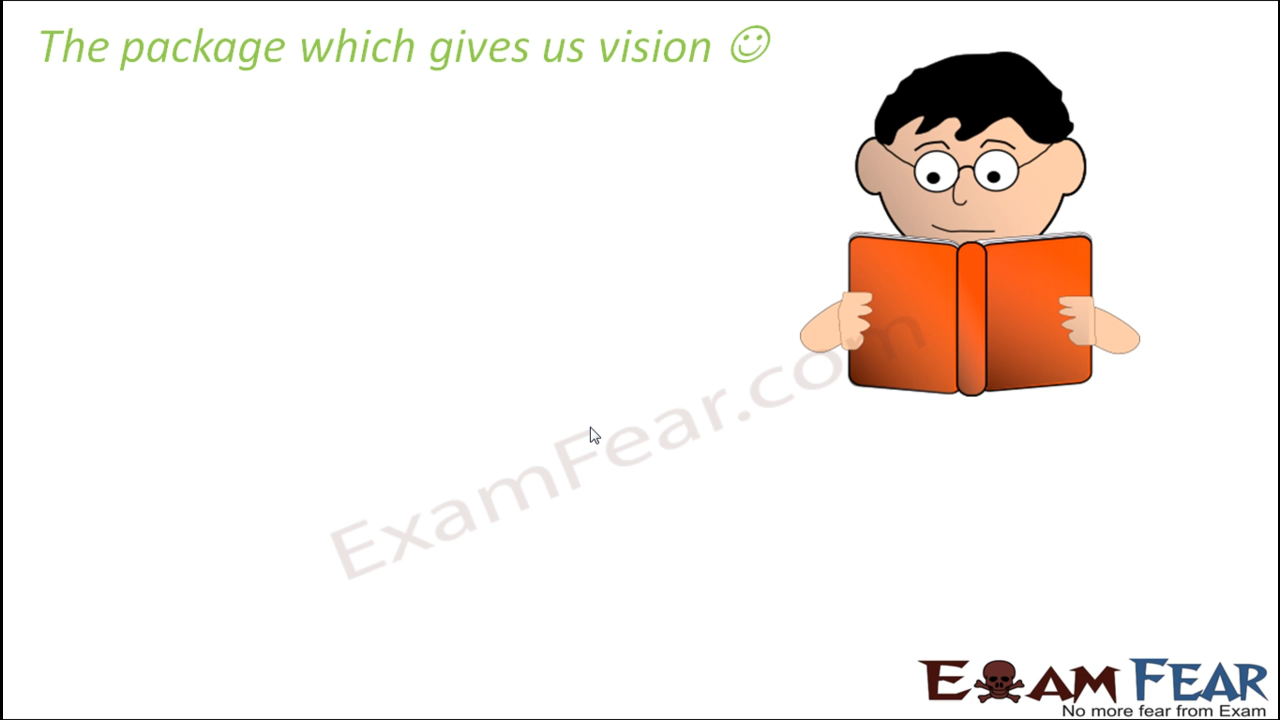 The package which gives us vision ☺
ExamFear.com
EXAM FEAR
No more fear from Exam